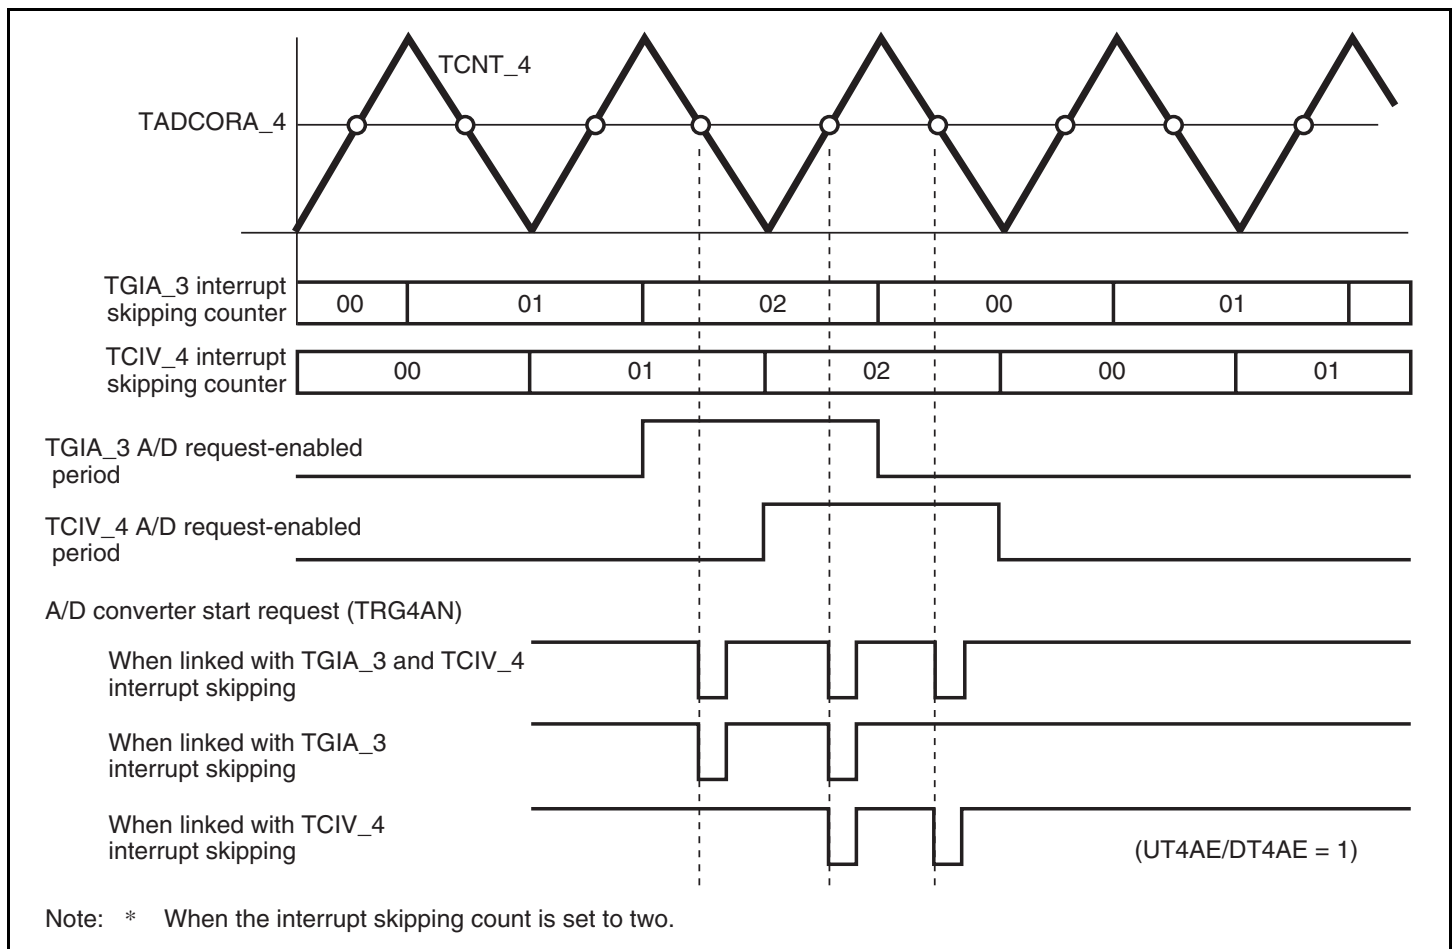 TCNT_4
TADCORA_4
TGIA_3 interrupt
skipping counter
00 01 02 00 01
TCIV_4 interrupt
skipping counter
00 01 02 00 01
TGIA_3 A/D request-enabled
period
TCIV_4 A/D request-enabled
period
A/D converter start request (TRG4AN)
When linked with TGIA_3 and TCIV_4
interrupt skipping
When linked with TGIA_3
interrupt skipping
When linked with TCIV_4
interrupt skipping
(UT4AE/DT4AE = 1)
Note: * When the interrupt skipping count is set to two.